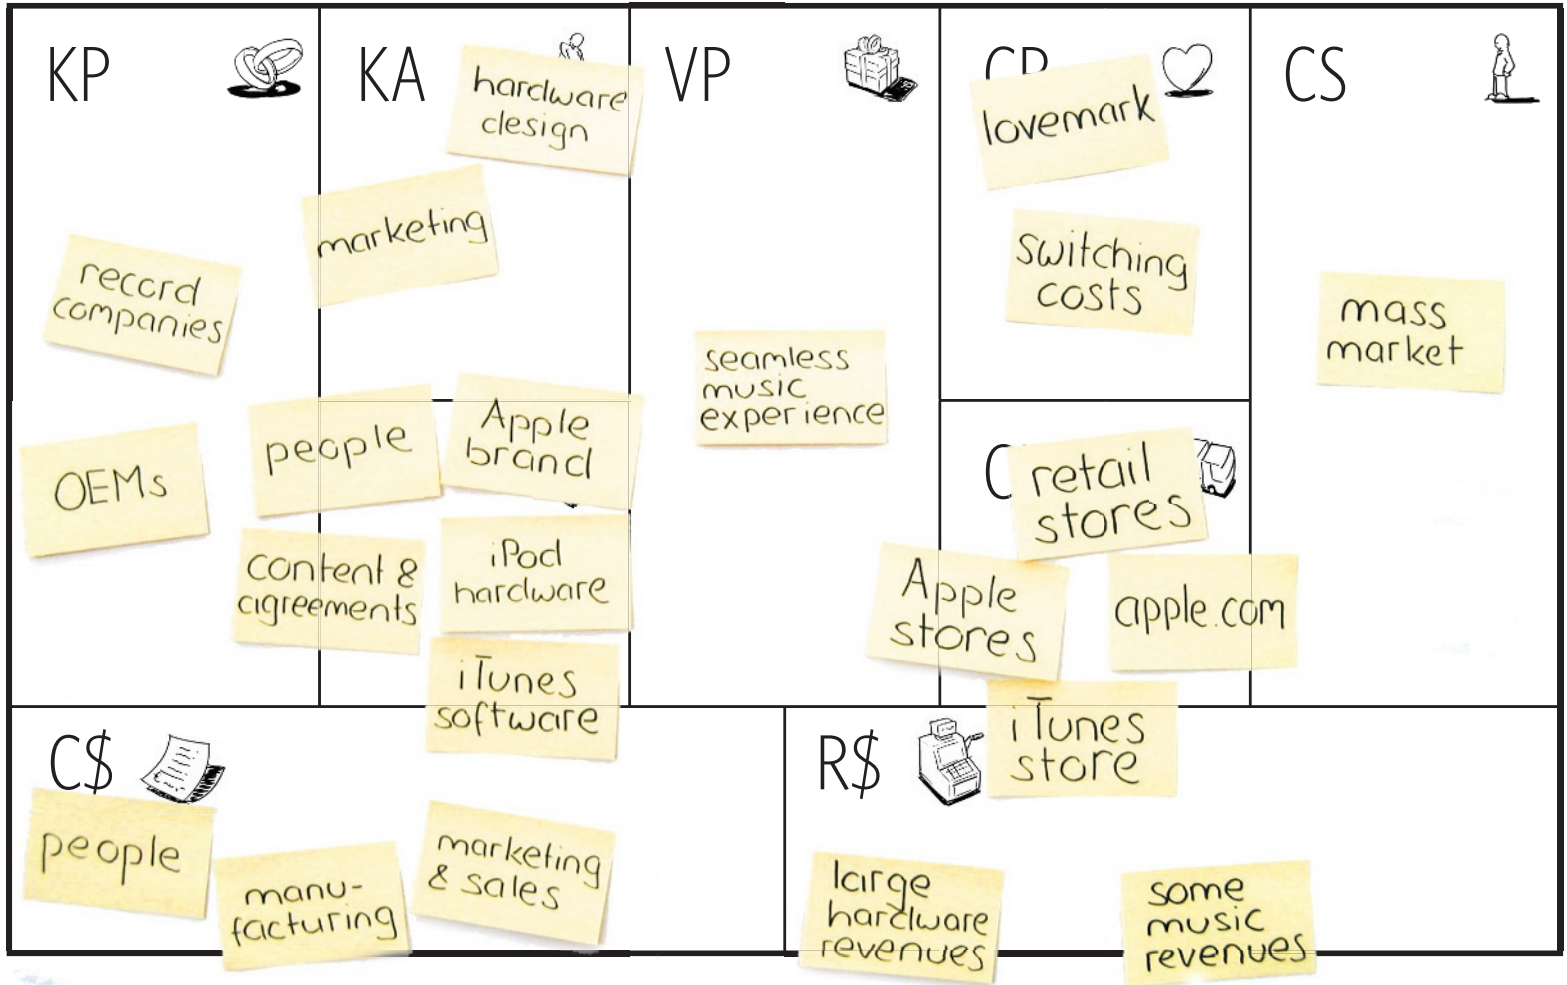 KP
record
companies
OEMs
KA
hardware
design
marketing
people
Apple
brand
content &
agreements
iPod
hardware
iTunes
software
VP
seamless
music
experience
CR
lovemark
switching
costs
C
retail
stores
Apple
stores
apple.com
iTunes
store
CS
mass
market
C$
people
manu-
facturing
marketing
& sales
R$
large
hardware
revenues
some
music
revenues